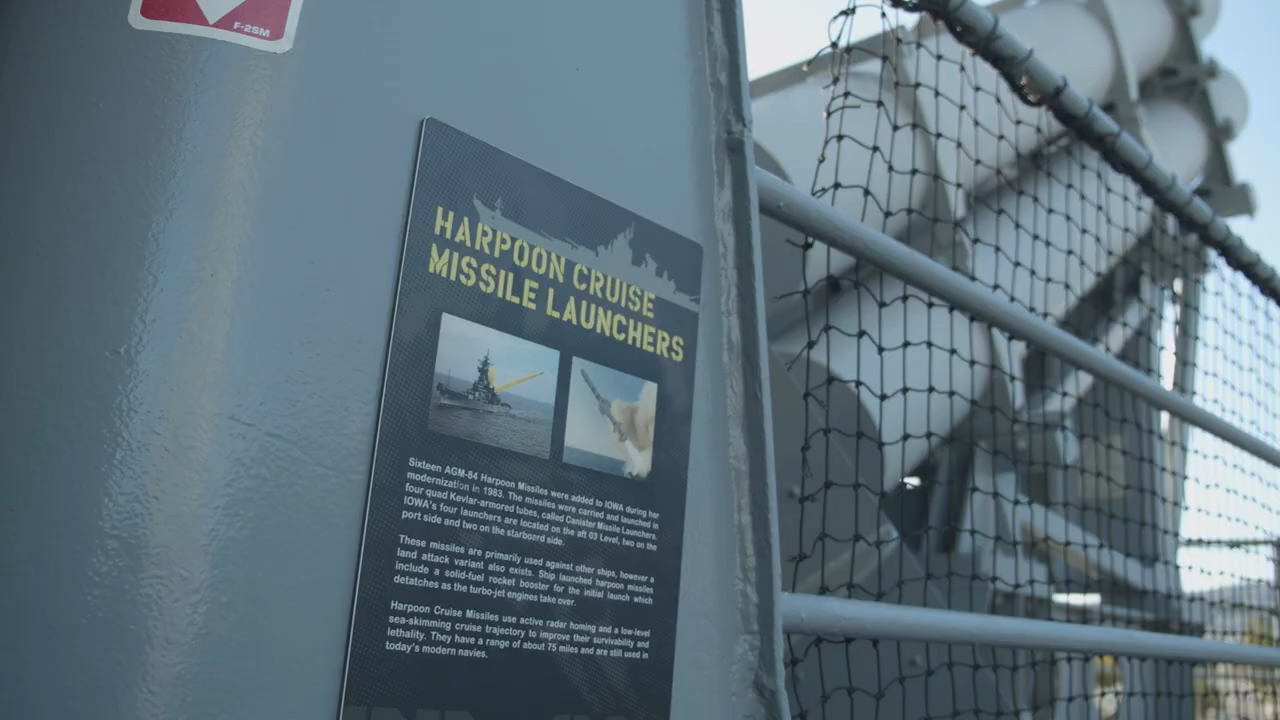 F-2SM
HARPOON CRUISE
MISSILE LAUNCHERS
Sixteen AGM-84 Harpoon Missiles were added to IOWA during her
modernization in 1983. The missiles were carried and launched in
four quad Kevlar-armored tubes, called Canister Missile Launchers.
IOWA's four launchers are located on the aft 03 Level, two on the
port side and two on the starboard side.
These missiles are primarily used against other ships, however a
land attack variant also exists. Ship launched harpoon missiles
include a solid-fuel rocket booster for the initial launch which
detatches as the turbo-jet engines take over.
Harpoon Cruise Missiles use active radar homing and a low-level
sea-skimming cruise trajectory to improve their survivability and
lethality. They have a range of about 75 miles and are still used in
today's modern navies.